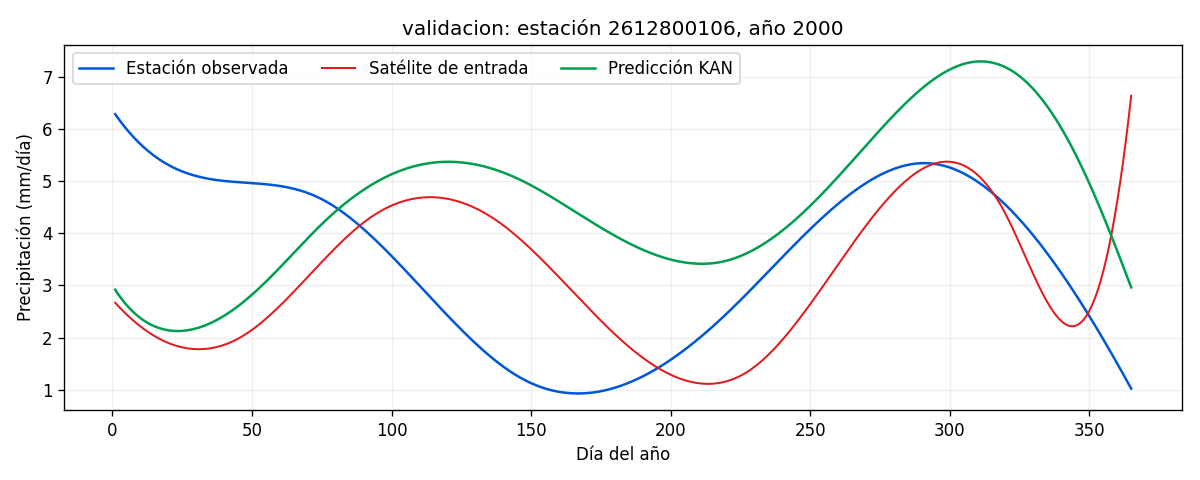 validacion: estación 2612800106, año 2000
Estación observada
Satélite de entrada
Predicción KAN
Precipitación (mm/día)
7
6
5
4
3
2
1
0
50
100
150
200
250
300
350
Día del año